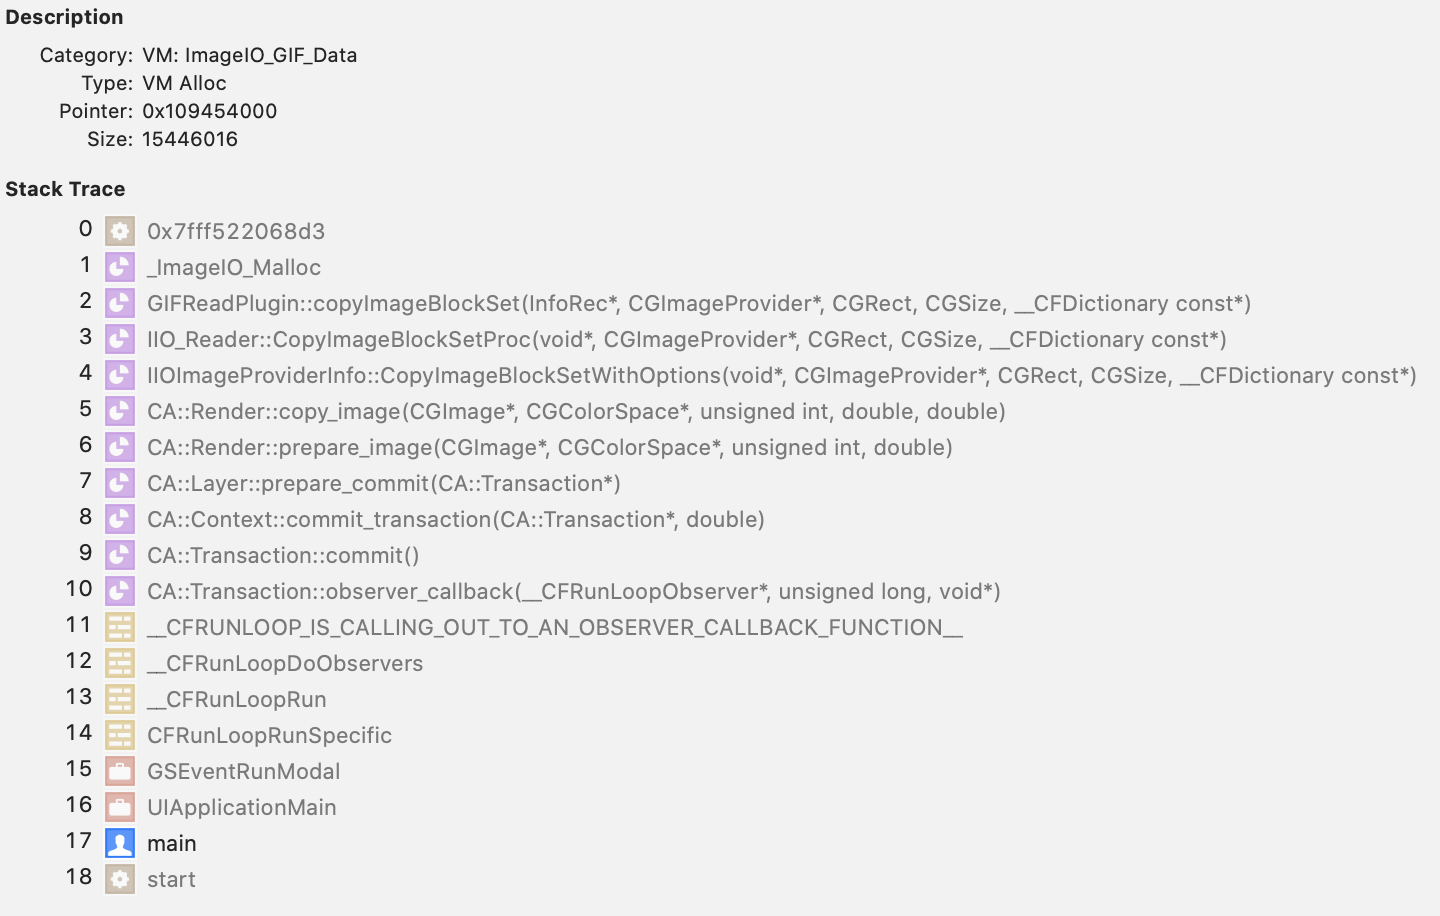 Description
Category: VM: ImageIO_GIF_Data
Type: VM Alloc
Pointer: 0x109454000
Size: 15446016
Stack Trace
0 0x7fff522068d3
1 _ImageIO_Malloc
2 GIFReadPlugin::copyImageBlockSet(InfoRec*, CGImageProvider*, CGRect, CGSize, __CFDictionary const*)
3 IIO_Reader::CopyImageBlockSetProc(void*, CGImageProvider*, CGRect, CGSize, __CFDictionary const*)
4 IIOImageProviderInfo::CopyImageBlockSetWithOptions(void*, CGImageProvider*, CGRect, CGSize, __CFDictionary const*)
5 CA::Render::copy_image(CGImage*, CGColorSpace*, unsigned int, double, double)
6 CA::Render::prepare_image(CGImage*, CGColorSpace*, unsigned int, double)
7 CA::Layer::prepare_commit(CA::Transaction*)
8 CA::Context::commit_transaction(CA::Transaction*, double)
9 CA::Transaction::commit()
10 CA::Transaction::observer_callback(__CFRunLoopObserver*, unsigned long, void*)
11 __CFRUNLOOP_IS_CALLING_OUT_TO_AN_OBSERVER_CALLBACK_FUNCTION__
12 __CFRunLoopDoObservers
13 __CFRunLoopRun
14 CFRunLoopRunSpecific
15 GSEventRunModal
16 UIApplicationMain
17 main
18 start